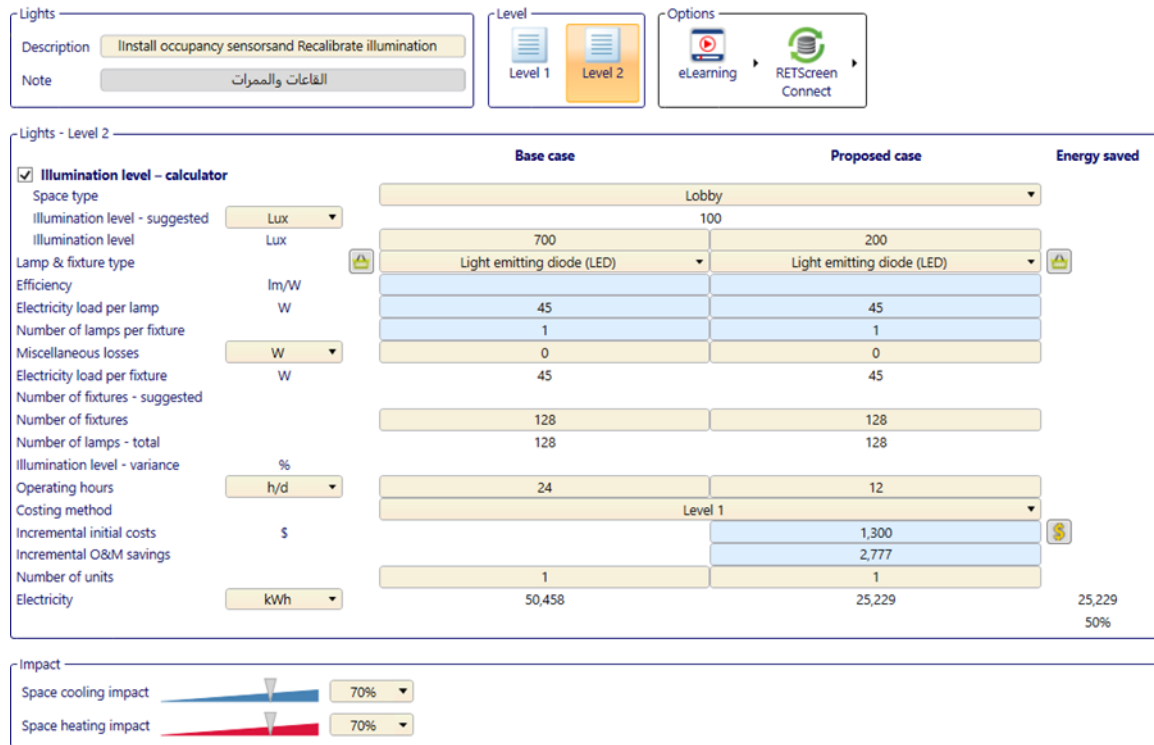 Lights
Description IInstall occupancy sensorsand Recalibrate illumination
Note القاعات والممرات
Level
Level 1 Level 2
Options
eLearning RETScreen Connect
Lights - Level 2
Base case Proposed case Energy saved
Illumination level – calculator
Space type Lobby
Illumination level - suggested Lux 100
Illumination level Lux 700 200
Lamp & fixture type Light emitting diode (LED) Light emitting diode (LED)
Efficiency lm/W
Electricity load per lamp W 45 45
Number of lamps per fixture 1 1
Miscellaneous losses W 0 0
Electricity load per fixture W 45 45
Number of fixtures - suggested
Number of fixtures 128 128
Number of lamps - total 128 128
Illumination level - variance %
Operating hours h/d 24 12
Costing method Level 1
Incremental initial costs $ 1,300 $
Incremental O&M savings 2,777
Number of units 1 1
Electricity kWh 50,458 25,229 25,229
50%
Impact
Space cooling impact 70%
Space heating impact 70%